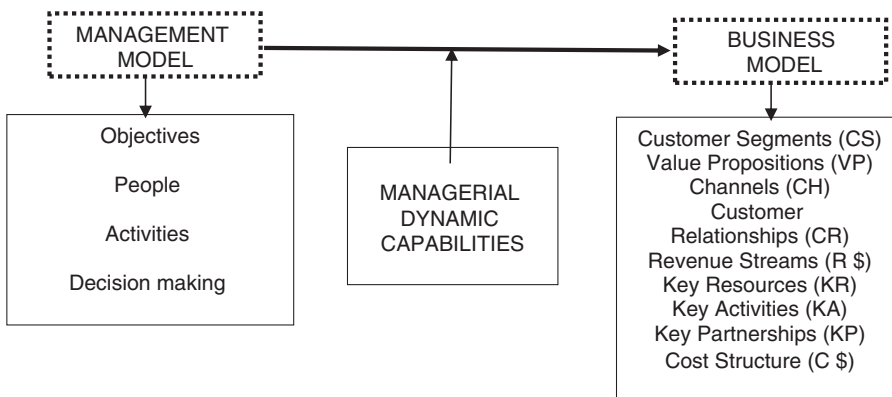 MANAGEMENT
MODEL
BUSINESS
MODEL
Objectives
People
Activities
Decision making
MANAGERIAL
DYNAMIC
CAPABILITIES
Customer Segments (CS)
Value Propositions (VP)
Channels (CH)
Customer
Relationships (CR)
Revenue Streams (R $)
Key Resources (KR)
Key Activities (KA)
Key Partnerships (KP)
Cost Structure (C $)